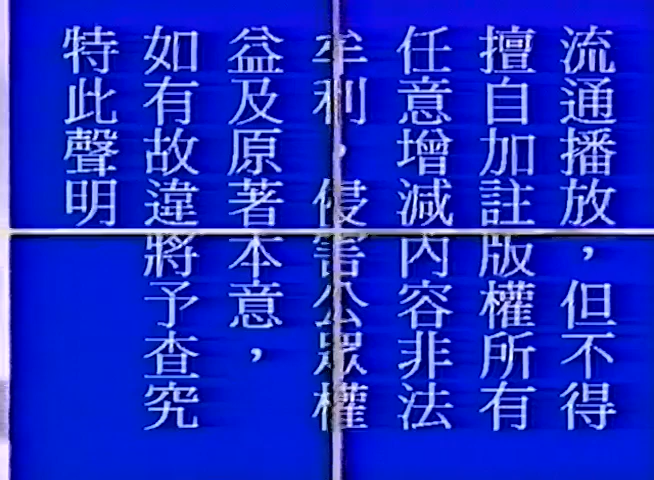 流通播放，但不得
擅自加註版權所有
任意增減內容非法
牟利，侵害公眾權
益及原著本意，
如有故違將予查究
特此聲明